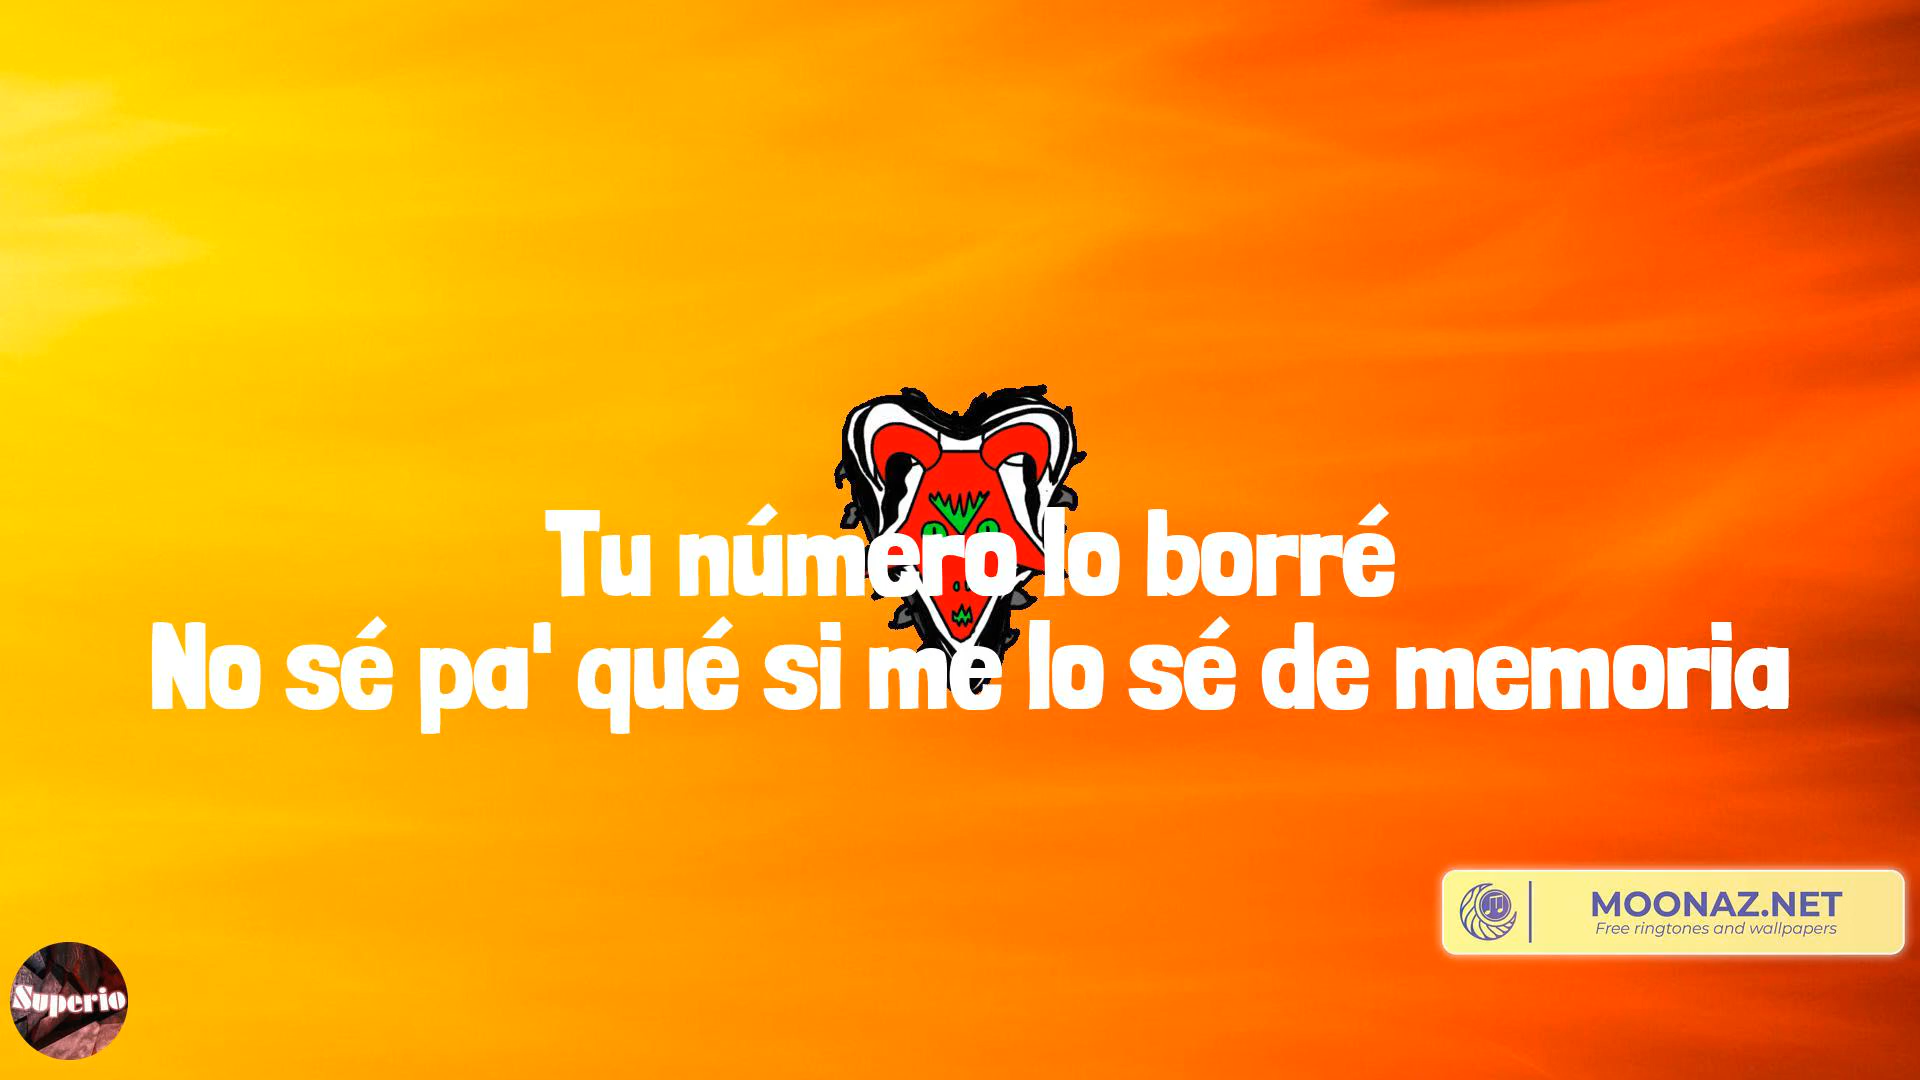 Tu número lo borré
No sé pa' qué si me lo sé de memoria
MOONAZ.NET
Free ringtones and wallpapers
Superio